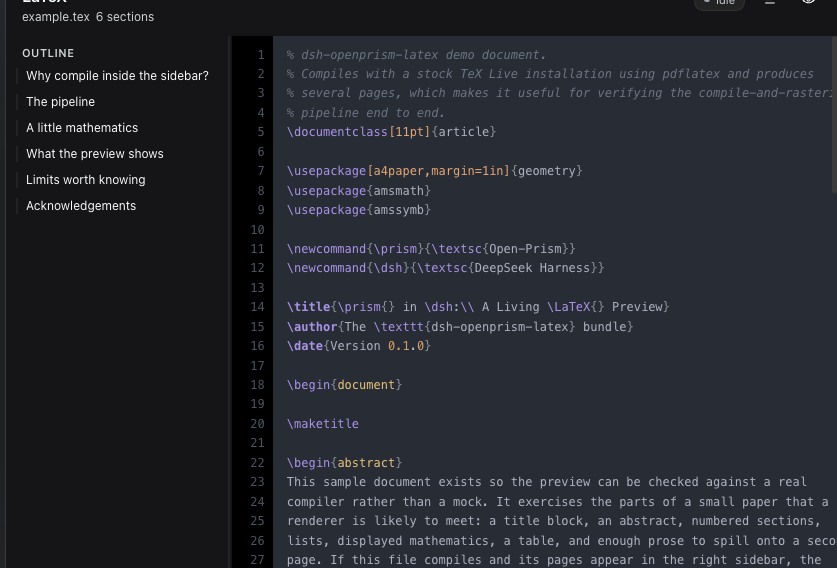 LaTeX
Idle
example.tex 6 sections
OUTLINE
Why compile inside the sidebar?
The pipeline
A little mathematics
What the preview shows
Limits worth knowing
Acknowledgements
1 % dsh-openprism-latex demo document.
2 % Compiles with a stock TeX Live installation using pdflatex and produces
3 % several pages, which makes it useful for verifying the compile-and-rasteri
4 % pipeline end to end.
5 \documentclass[11pt]{article}
6
7 \usepackage[a4paper,margin=1in]{geometry}
8 \usepackage{amsmath}
9 \usepackage{amssymb}
10
11 \newcommand{\prism}{\textsc{Open-Prism}}
12 \newcommand{\dsh}{\textsc{DeepSeek Harness}}
13
14 \title{\prism{} in \dsh:\\ A Living \LaTeX{} Preview}
15 \author{The \texttt{dsh-openprism-latex} bundle}
16 \date{Version 0.1.0}
17
18 \begin{document}
19
20 \maketitle
21
22 \begin{abstract}
23 This sample document exists so the preview can be checked against a real
24 compiler rather than a mock. It exercises the parts of a small paper that a
25 renderer is likely to meet: a title block, an abstract, numbered sections,
26 lists, displayed mathematics, a table, and enough prose to spill onto a seco
27 page. If this file compiles and its pages appear in the right sidebar, the